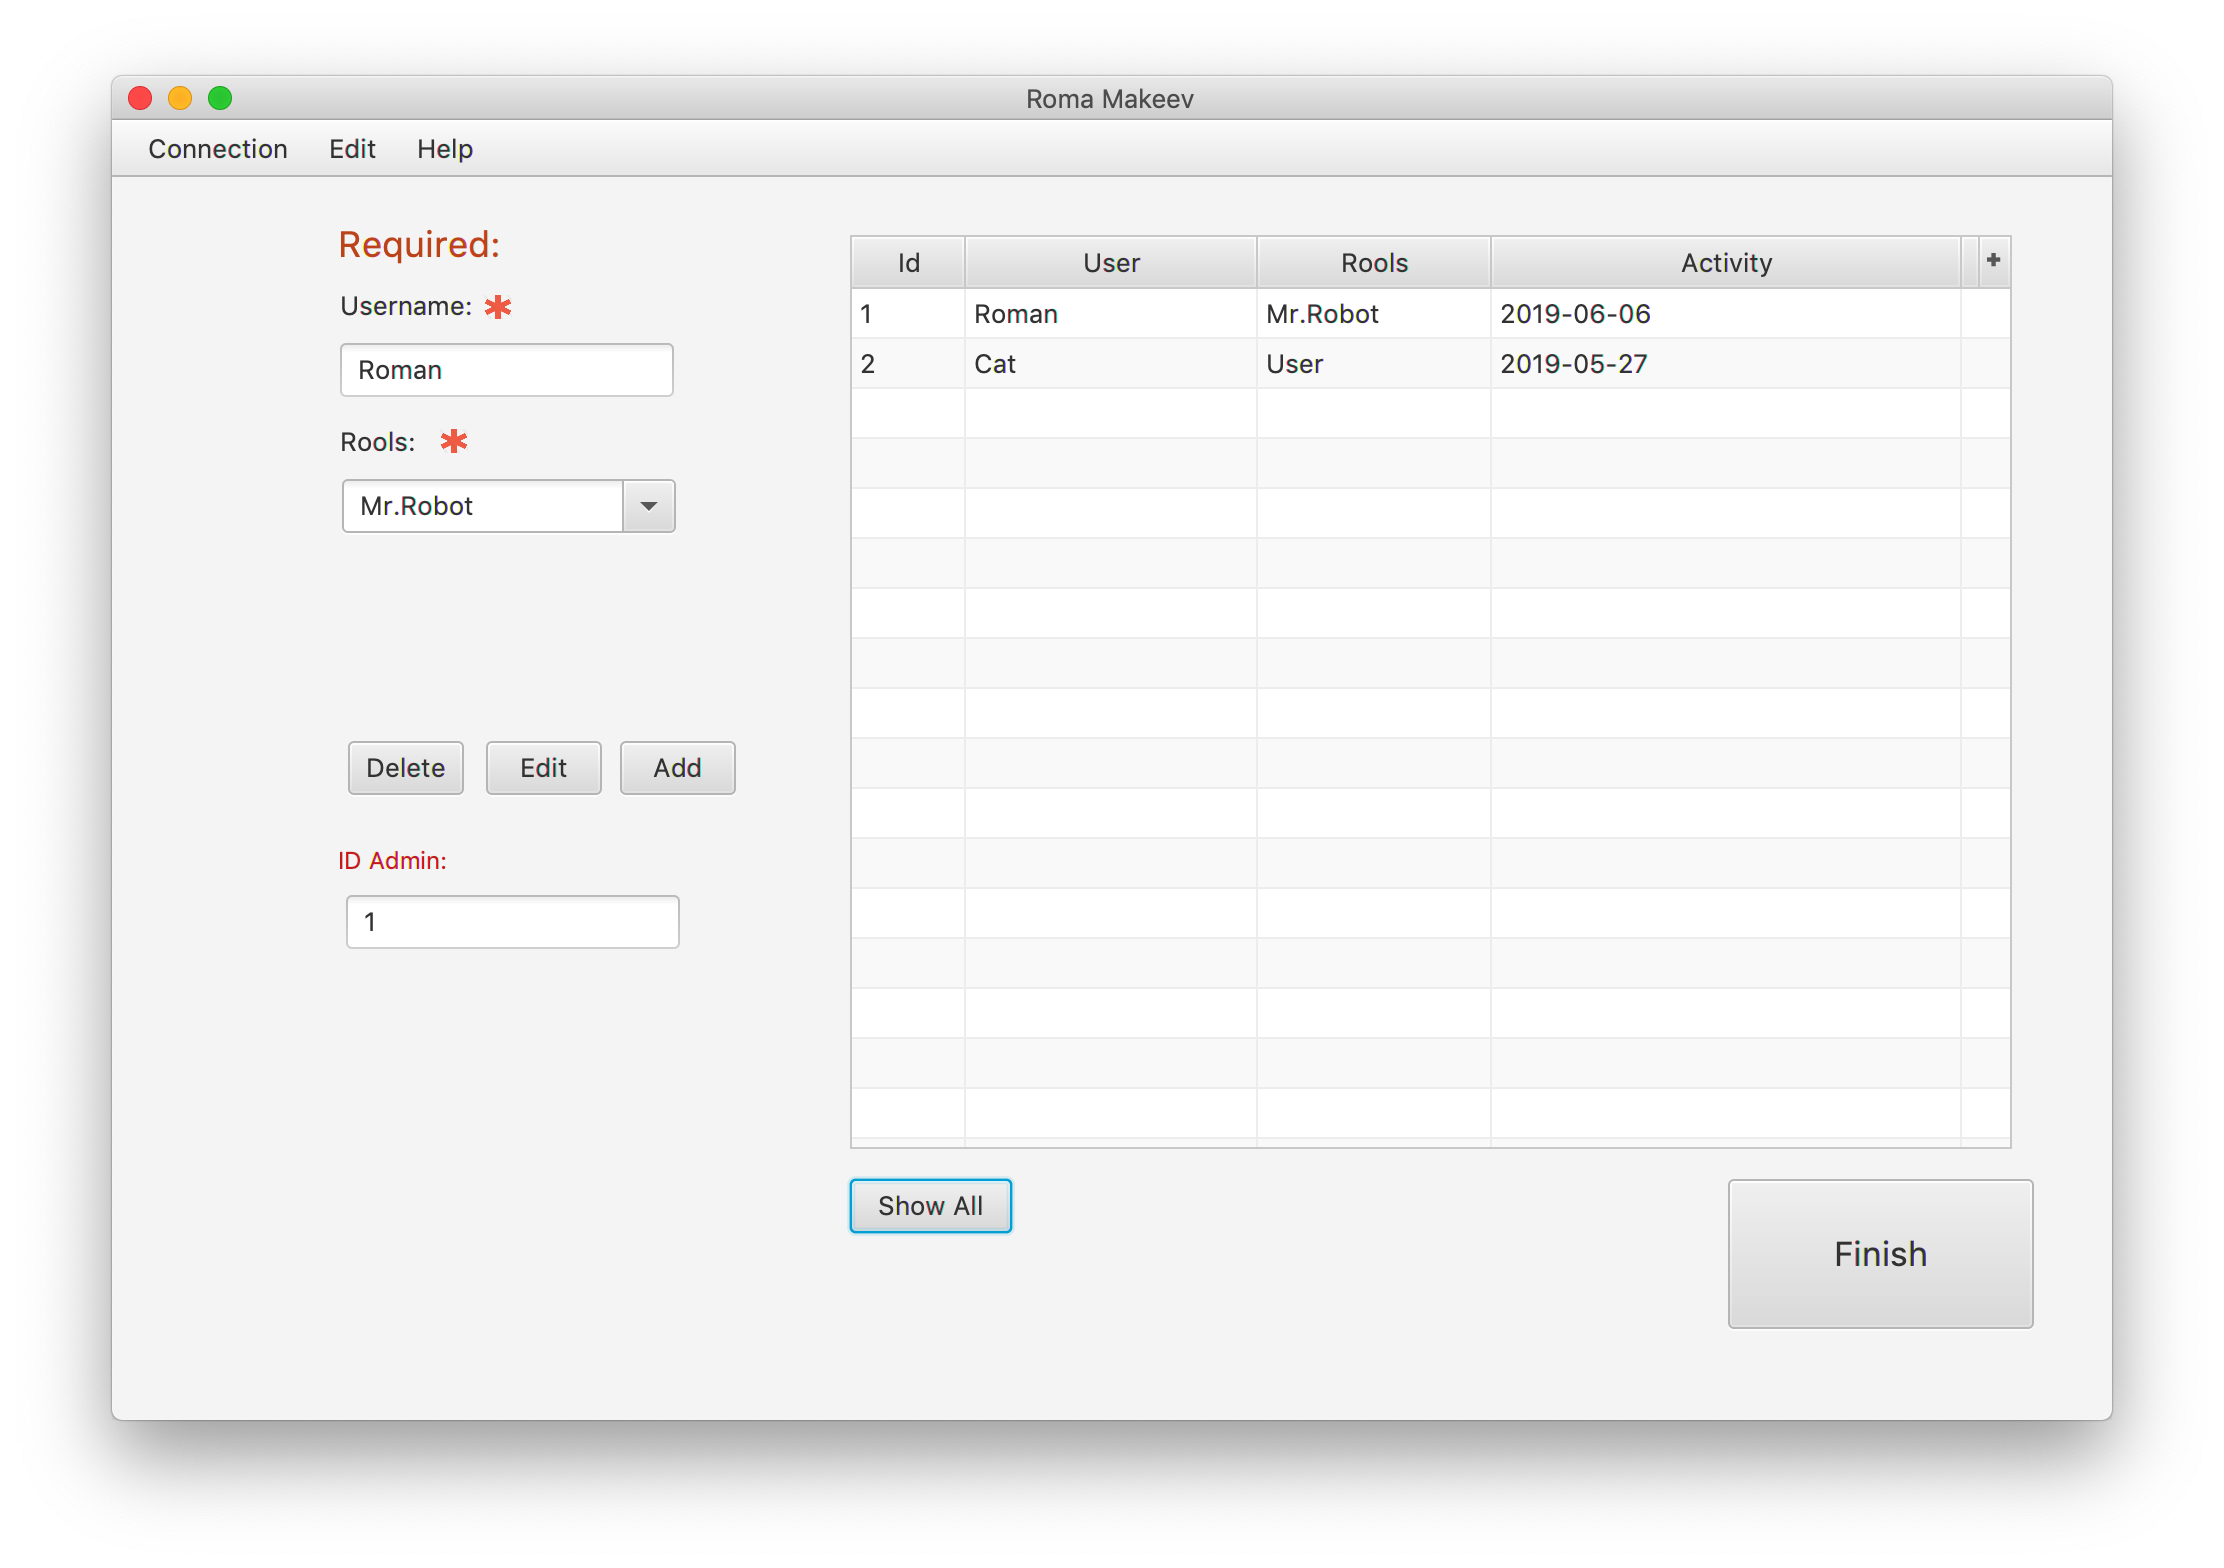 Roma Makeev
Connection Edit Help
Required:
Username: *
Roman
Rools: *
Mr.Robot
Delete Edit Add
ID Admin:
1
Id User Rools Activity +
1 Roman Mr.Robot 2019-06-06
2 Cat User 2019-05-27
Show All
Finish